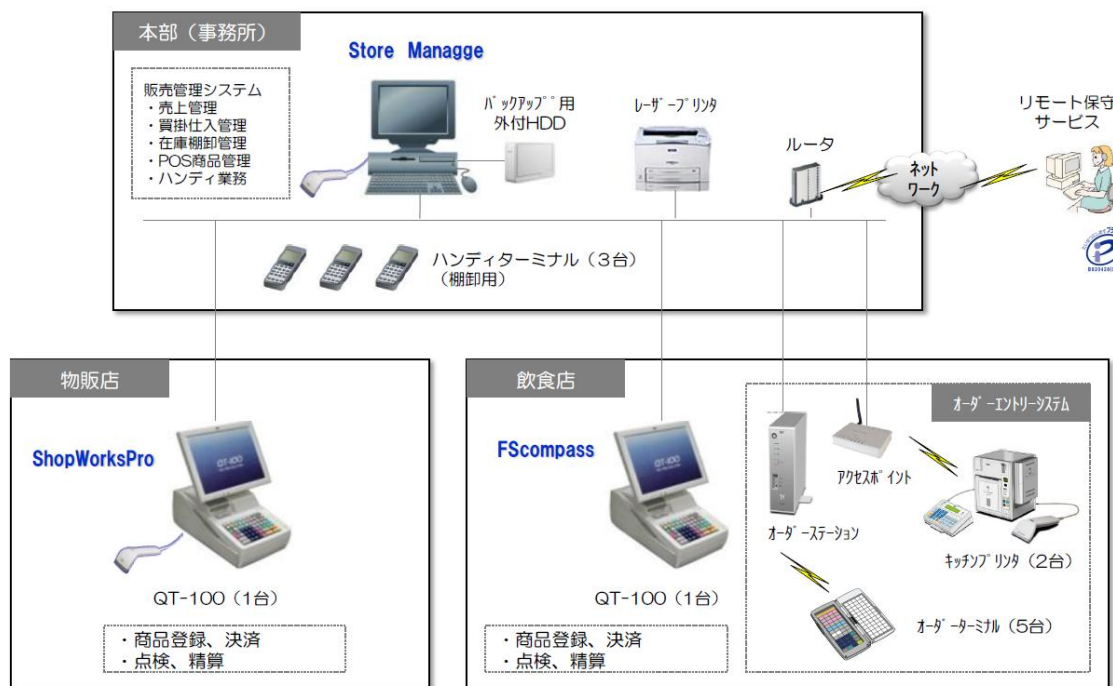 本部（事務所）
Store Managge
販売管理システム
・売上管理
・買掛仕入管理
・在庫棚卸管理
・POS商品管理
・ハンディ業務
ﾊﾞｯｸｱｯﾌﾟﾟ用
外付HDD
ﾚｰｻﾞｰﾌﾟﾘﾝﾀ
ルータ
ﾈｯﾄ
ﾜｰｸ
リモート保守
サービス
ハンディターミナル（3台）
（棚卸用）
物販店
ShopWorksPro
QT-100
QT-100（1台）
・商品登録、決済
・点検、精算
飲食店
FScompass
QT-100
QT-100（1台）
・商品登録、決済
・点検、精算
ｵｰﾀﾞｰｴﾝﾄﾘｰｼｽﾃﾑ
ｱｸｾｽﾎﾟｲﾝﾄ
ｵｰﾀﾞｰｽﾃｰｼｮﾝ
ｷｯﾁﾝﾌﾟﾘﾝﾀ（2台）
ｵｰﾀﾞｰﾀｰﾐﾅﾙ（5台）